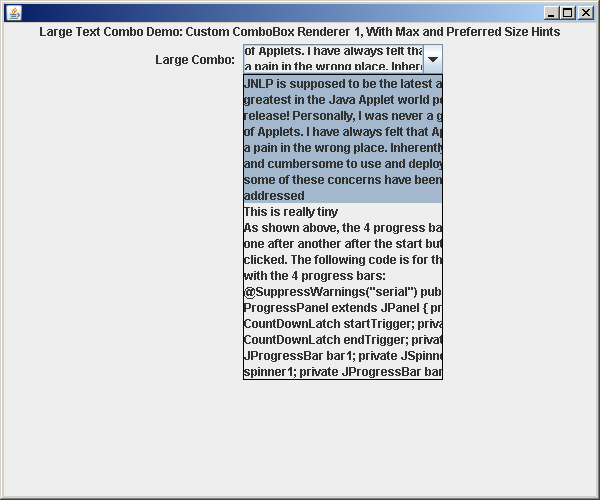 Large Text Combo Demo: Custom ComboBox Renderer 1, With Max and Preferred Size Hints
Large Combo:
of Applets. I have always felt tha
a pain in the wrong place. Inhere
JNLP is supposed to be the latest a
greatest in the Java Applet world
release! Personally, I was never a g
of Applets. I have always felt that Ap
a pain in the wrong place. Inherently
and cumbersome to use and deploy
some of these concerns have been
addressed
This is really tiny
As shown above, the 4 progress ba
one after another after the start but
clicked. The following code is for th
with the 4 progress bars:
@SuppressWarnings("serial") pub
ProgressPanel extends JPanel { pr
CountDownLatch startTrigger; priva
CountDownLatch endTrigger; privat
JProgressBar bar1; private JSpinn
spinner1; private JProgressBar bar